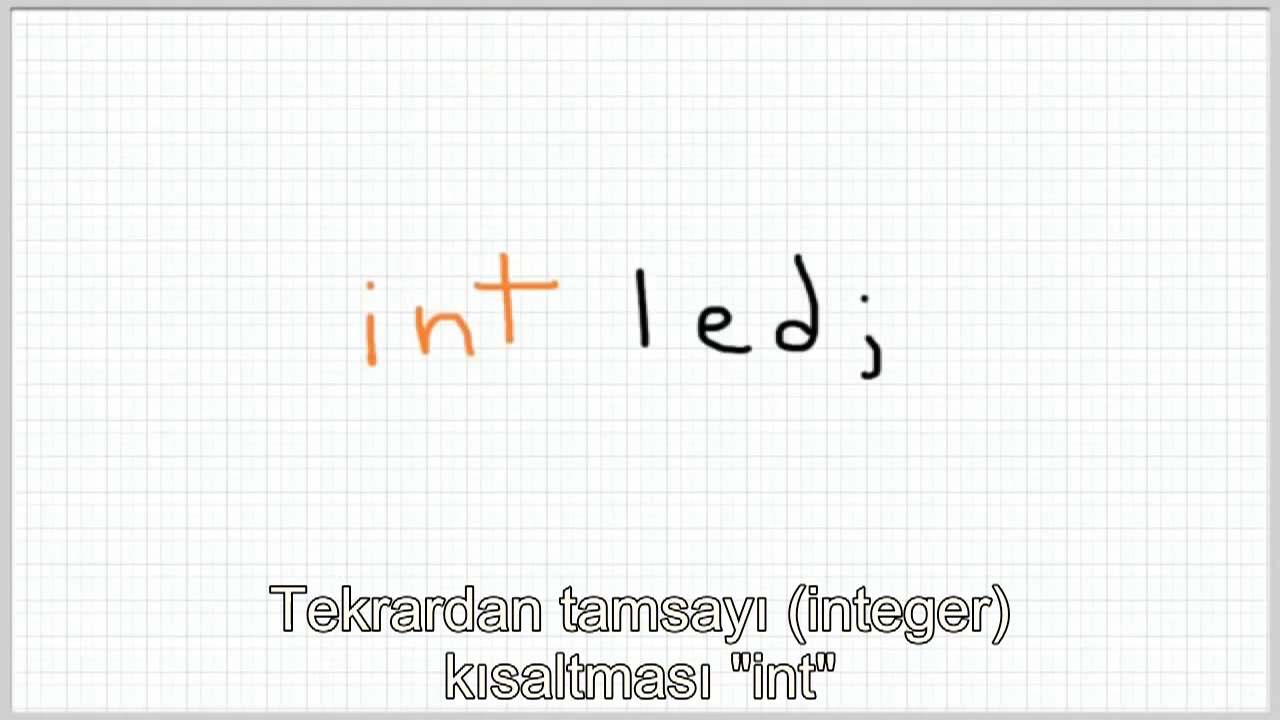 int led;
Tekrardan tamsayı (integer)
kısaltması "int"